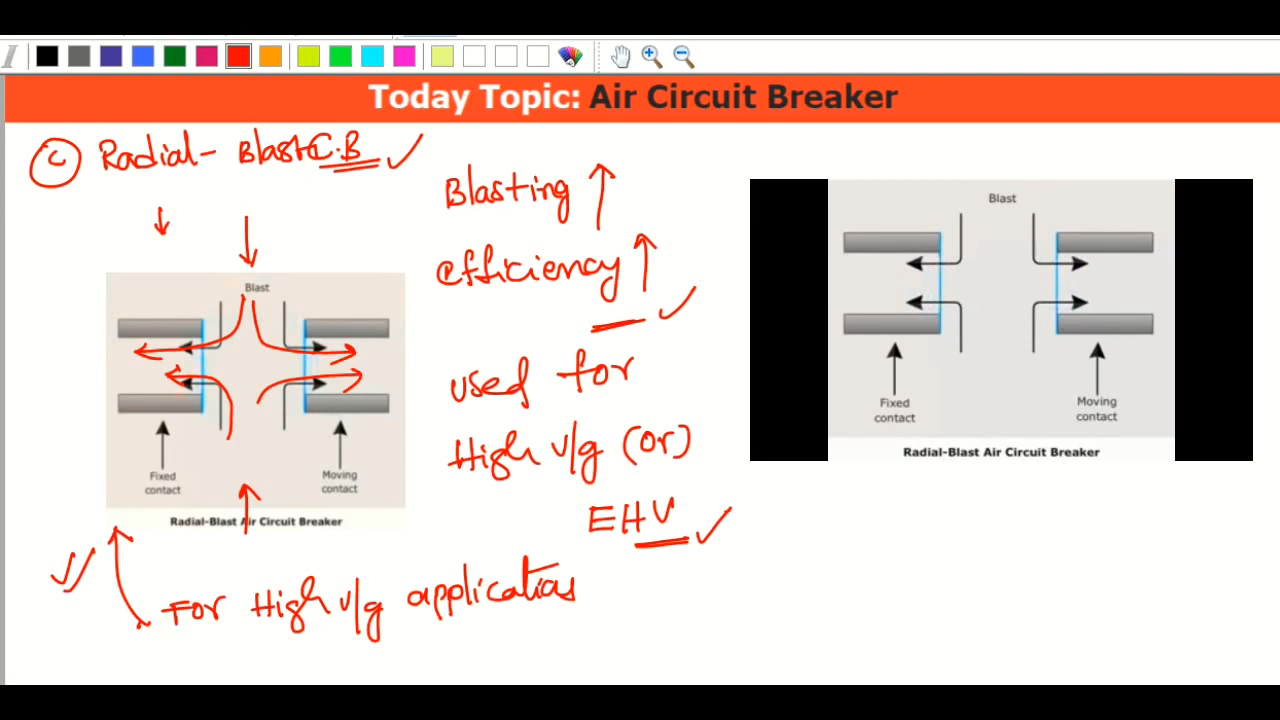 Today Topic: Air Circuit Breaker
C Radial- Blast C.B
Blast
Fixed contact
Moving contact
Radial-Blast Air Circuit Breaker
For High v/g applications
Blasting
efficiency
used for
High v/g (or)
EHV
Blast
Fixed contact
Moving contact
Radial-Blast Air Circuit Breaker